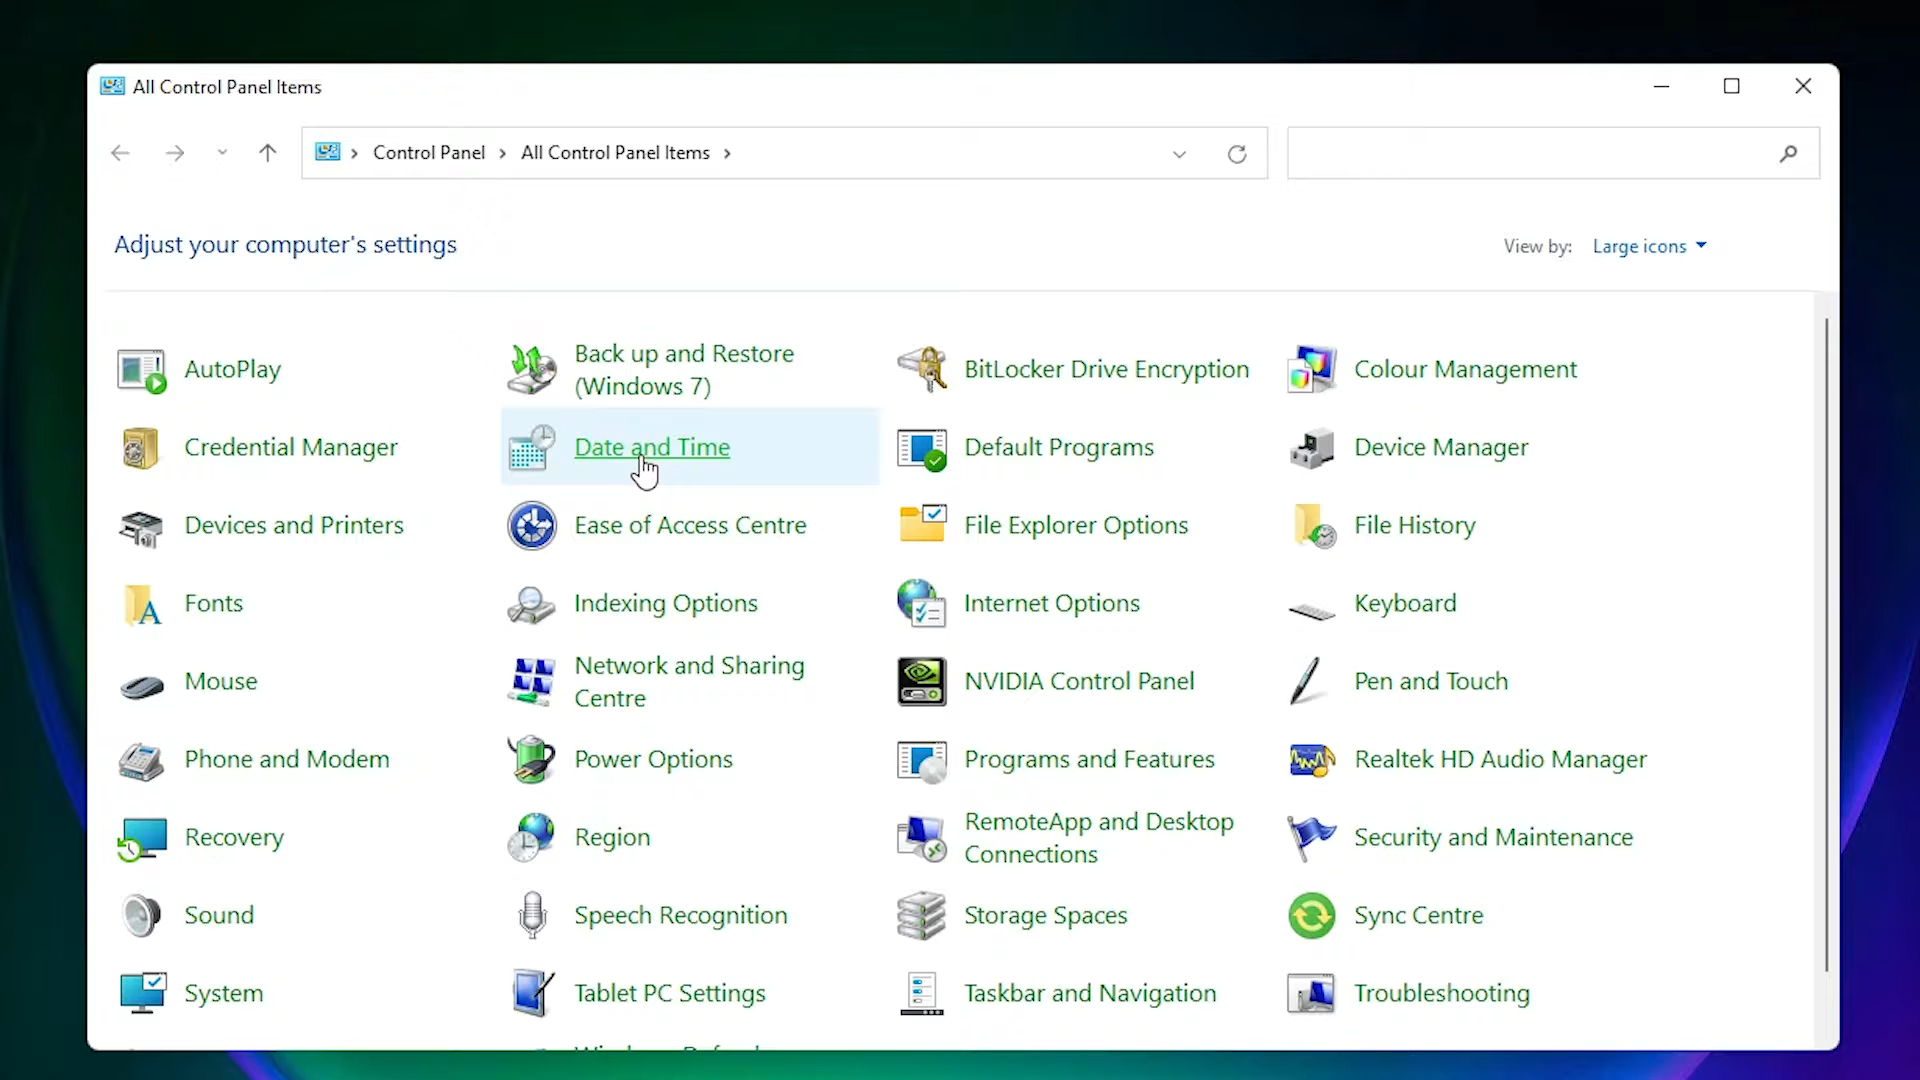 All Control Panel Items
Control Panel
All Control Panel Items
Adjust your computer's settings
View by: Large icons
AutoPlay
Back up and Restore
(Windows 7)
BitLocker Drive Encryption
Colour Management
Credential Manager
Date and Time
Default Programs
Device Manager
Devices and Printers
Ease of Access Centre
File Explorer Options
File History
Fonts
Indexing Options
Internet Options
Keyboard
Mouse
Network and Sharing
Centre
NVIDIA Control Panel
Pen and Touch
Phone and Modem
Power Options
Programs and Features
Realtek HD Audio Manager
Recovery
Region
RemoteApp and Desktop
Connections
Security and Maintenance
Sound
Speech Recognition
Storage Spaces
Sync Centre
System
Tablet PC Settings
Taskbar and Navigation
Troubleshooting